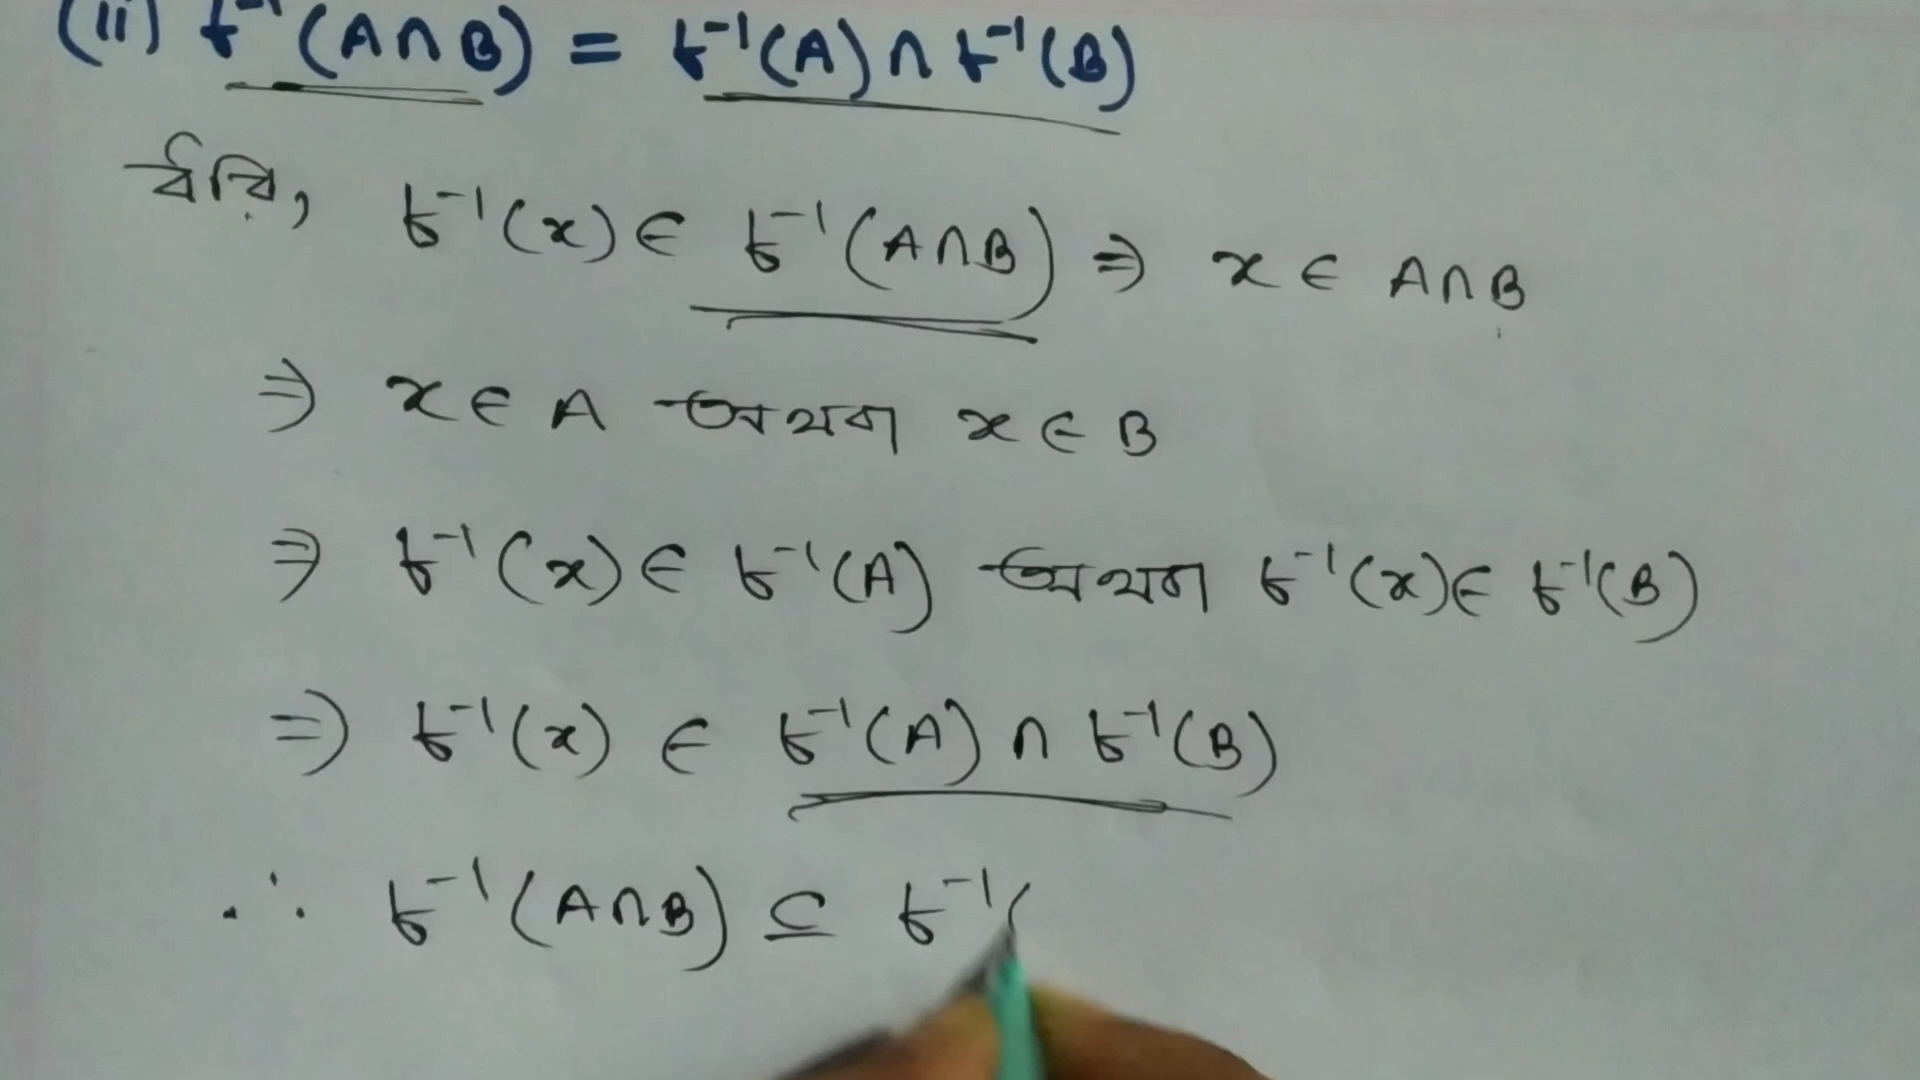 (ii) f⁻¹(A∩B) = f⁻¹(A)∩f⁻¹(B)
ধরি, f⁻¹(x)∈ f⁻¹(A∩B) ⇒ x∈ A∩B
⇒ x∈A অথবা x∈B
⇒ f⁻¹(x)∈ f⁻¹(A) অথবা f⁻¹(x)∈ f⁻¹(B)
⇒ f⁻¹(x) ∈ f⁻¹(A) ∩ f⁻¹(B)
∴ f⁻¹(A∩B) ⊆ f⁻¹(